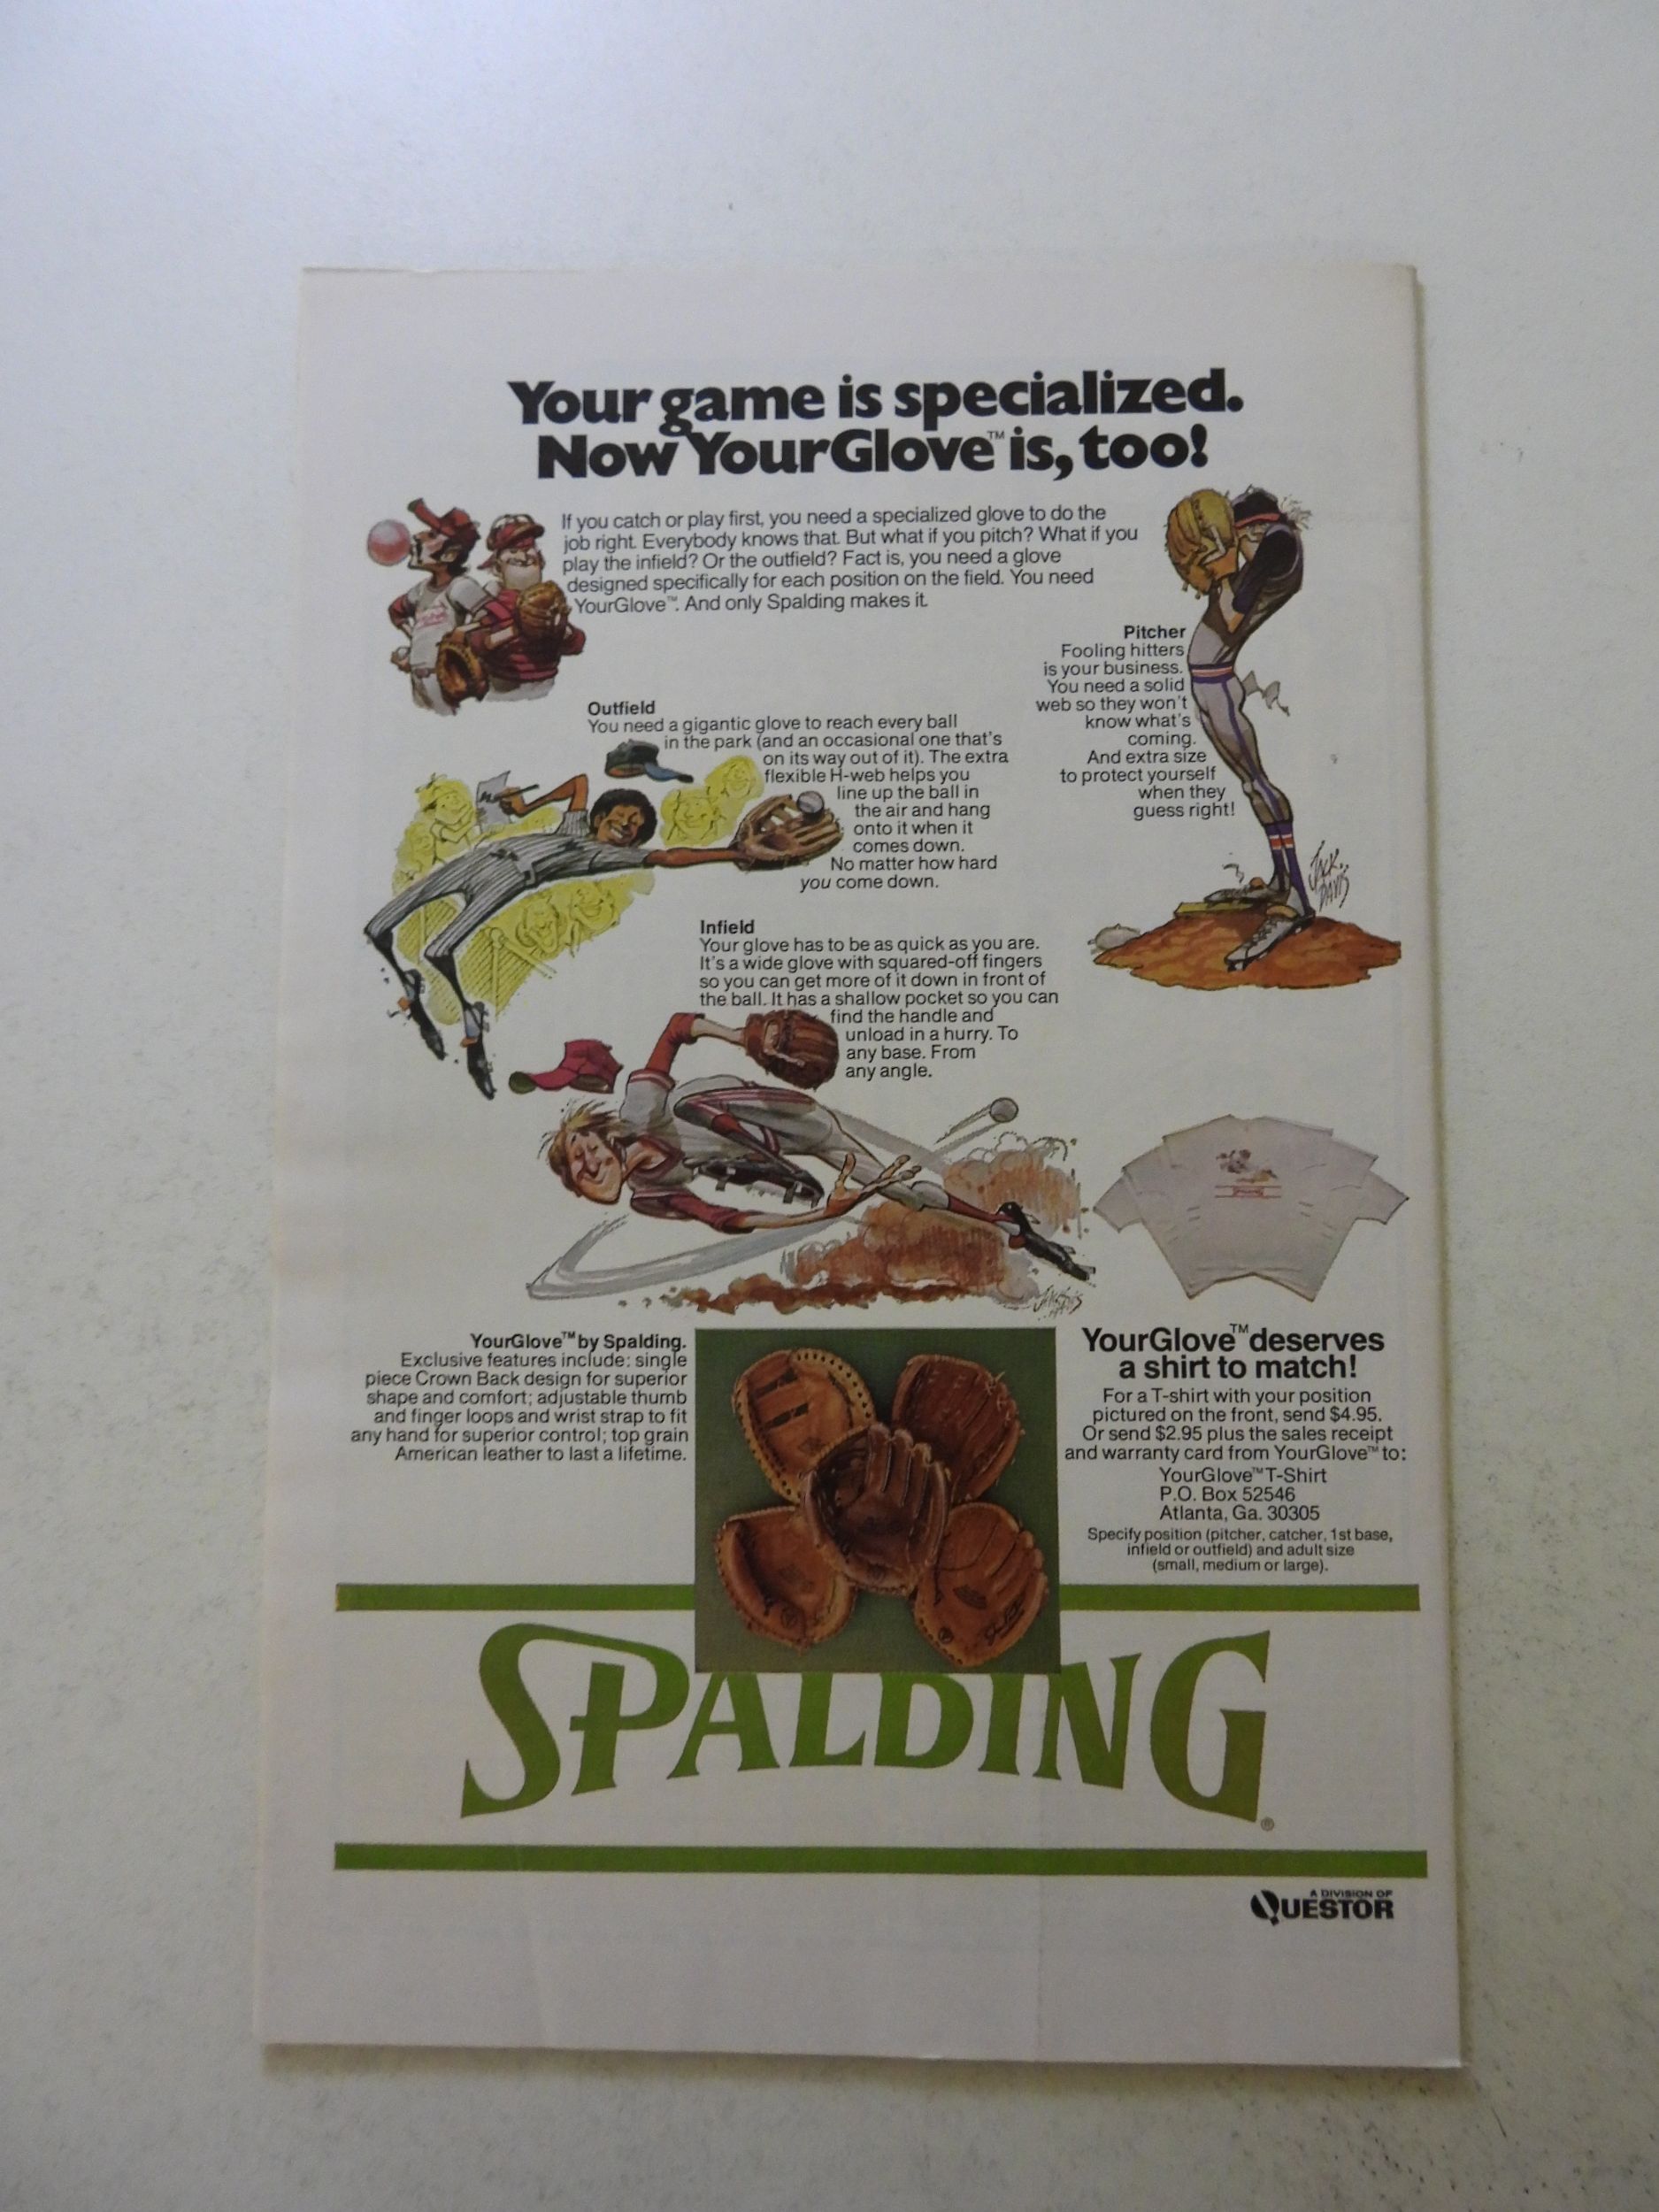 Your game is specialized.
Now YourGlove™ is, too!
If you catch or play first, you need a specialized glove to do the
job right. Everybody knows that. But what if you pitch? What if you
play the infield? Or the outfield? Fact is, you need a glove
designed specifically for each position on the field. You need
YourGlove™. And only Spalding makes it.
Pitcher
Fooling hitters
is your business.
You need a solid
web so they won't
know what's
coming.
And extra size
to protect yourself
when they
guess right!
JACK DAVIS
Outfield
You need a gigantic glove to reach every ball
in the park (and an occasional one that's
on its way out of it). The extra
flexible H-web helps you
line up the ball in
the air and hang
onto it when it
comes down.
No matter how hard
you come down.
Infield
Your glove has to be as quick as you are.
It's a wide glove with squared-off fingers
so you can get more of it down in front of
the ball. It has a shallow pocket so you can
find the handle and
unload in a hurry. To
any base. From
any angle.
Spalding
YourGlove™ by Spalding.
Exclusive features include: single
piece Crown Back design for superior
shape and comfort; adjustable thumb
and finger loops and wrist strap to fit
any hand for superior control; top grain
American leather to last a lifetime.
YourGlove™ deserves
a shirt to match!
For a T-shirt with your position
pictured on the front, send $4.95.
Or send $2.95 plus the sales receipt
and warranty card from YourGlove™ to:
YourGlove™ T-Shirt
P.O. Box 52546
Atlanta, Ga. 30305
Specify position (pitcher, catcher, 1st base,
infield or outfield) and adult size
(small, medium or large).
SPALDING®
A DIVISION OF
QUESTOR